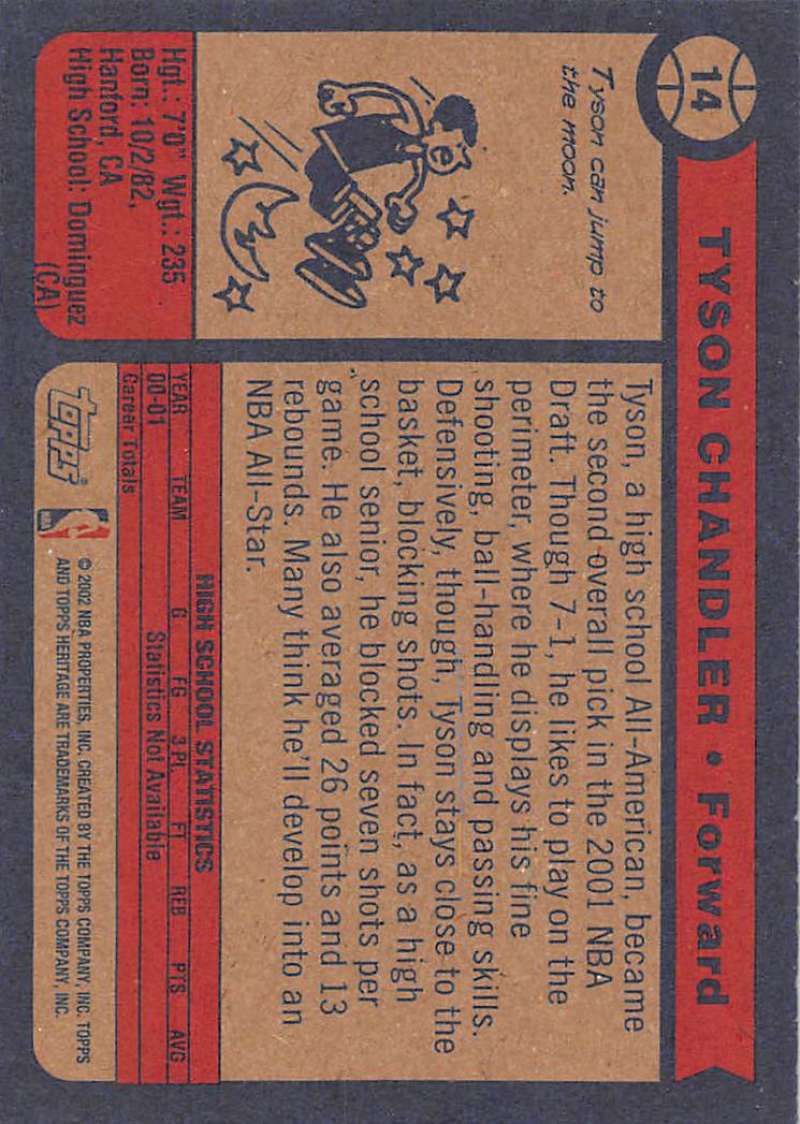 14
TYSON CHANDLER • Forward
Tyson can jump to
the moon.
Hgt.: 7'0" Wgt.: 235
Born: 10/2/82,
Hanford, CA
High School: Dominguez
(CA)
Tyson, a high school All-American, became
the second overall pick in the 2001 NBA
Draft. Though 7-1, he likes to play on the
perimeter, where he displays his fine
shooting, ball-handling and passing skills.
Defensively, though, Tyson stays close to the
basket, blocking shots. In fact, as a high
school senior, he blocked seven shots per
game. He also averaged 26 points and 13
rebounds. Many think he'll develop into an
NBA All-Star.
HIGH SCHOOL STATISTICS
YEAR TEAM G FG 3-PT. FT REB PTS AVG
00-01 Statistics Not Available
Career Totals
topps®
© 2002 NBA PROPERTIES, INC. CREATED BY THE TOPPS COMPANY, INC. TOPPS
AND TOPPS HERITAGE ARE TRADEMARKS OF THE TOPPS COMPANY, INC.